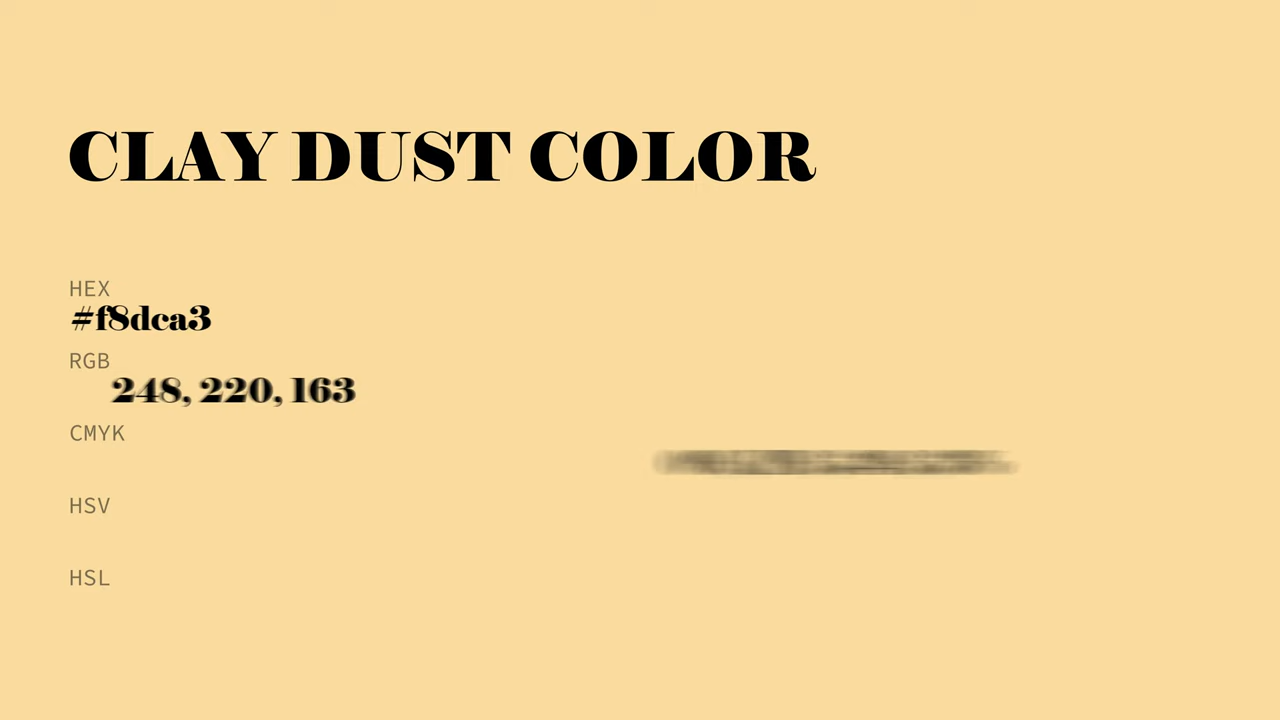 CLAY DUST COLOR
HEX
#f8dca3
RGB
248, 220, 163
CMYK
HSV
HSL